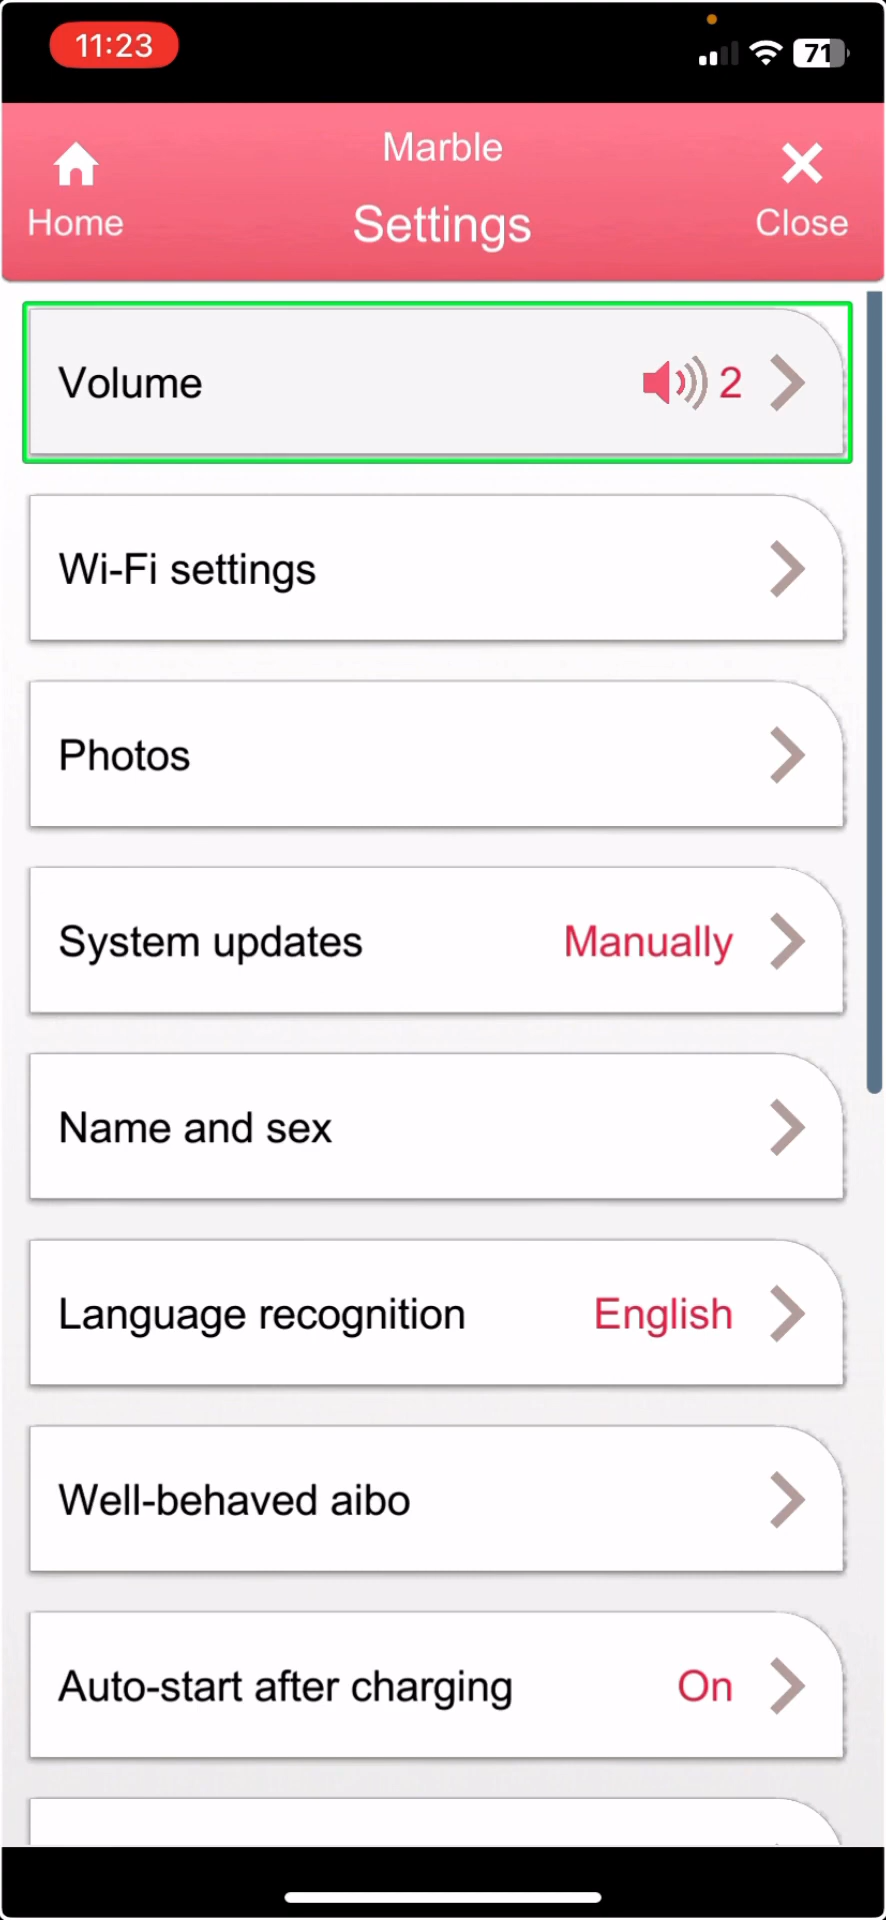 11:23
71
Marble
Home
Settings
Close
Volume 2
Wi-Fi settings
Photos
System updates Manually
Name and sex
Language recognition English
Well-behaved aibo
Auto-start after charging On